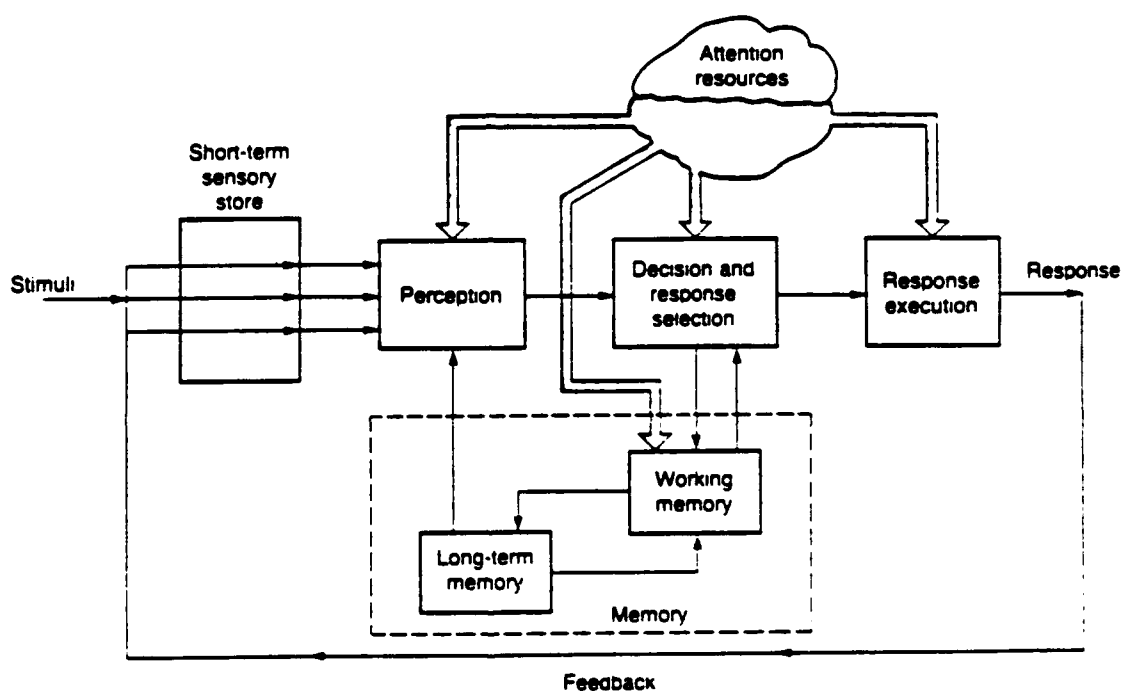 Attention
resources
Short-term
sensory
store
Stimuli
Perception
Decision and
response
selection
Response
execution
Response
Working
memory
Long-term
memory
Memory
Feedback